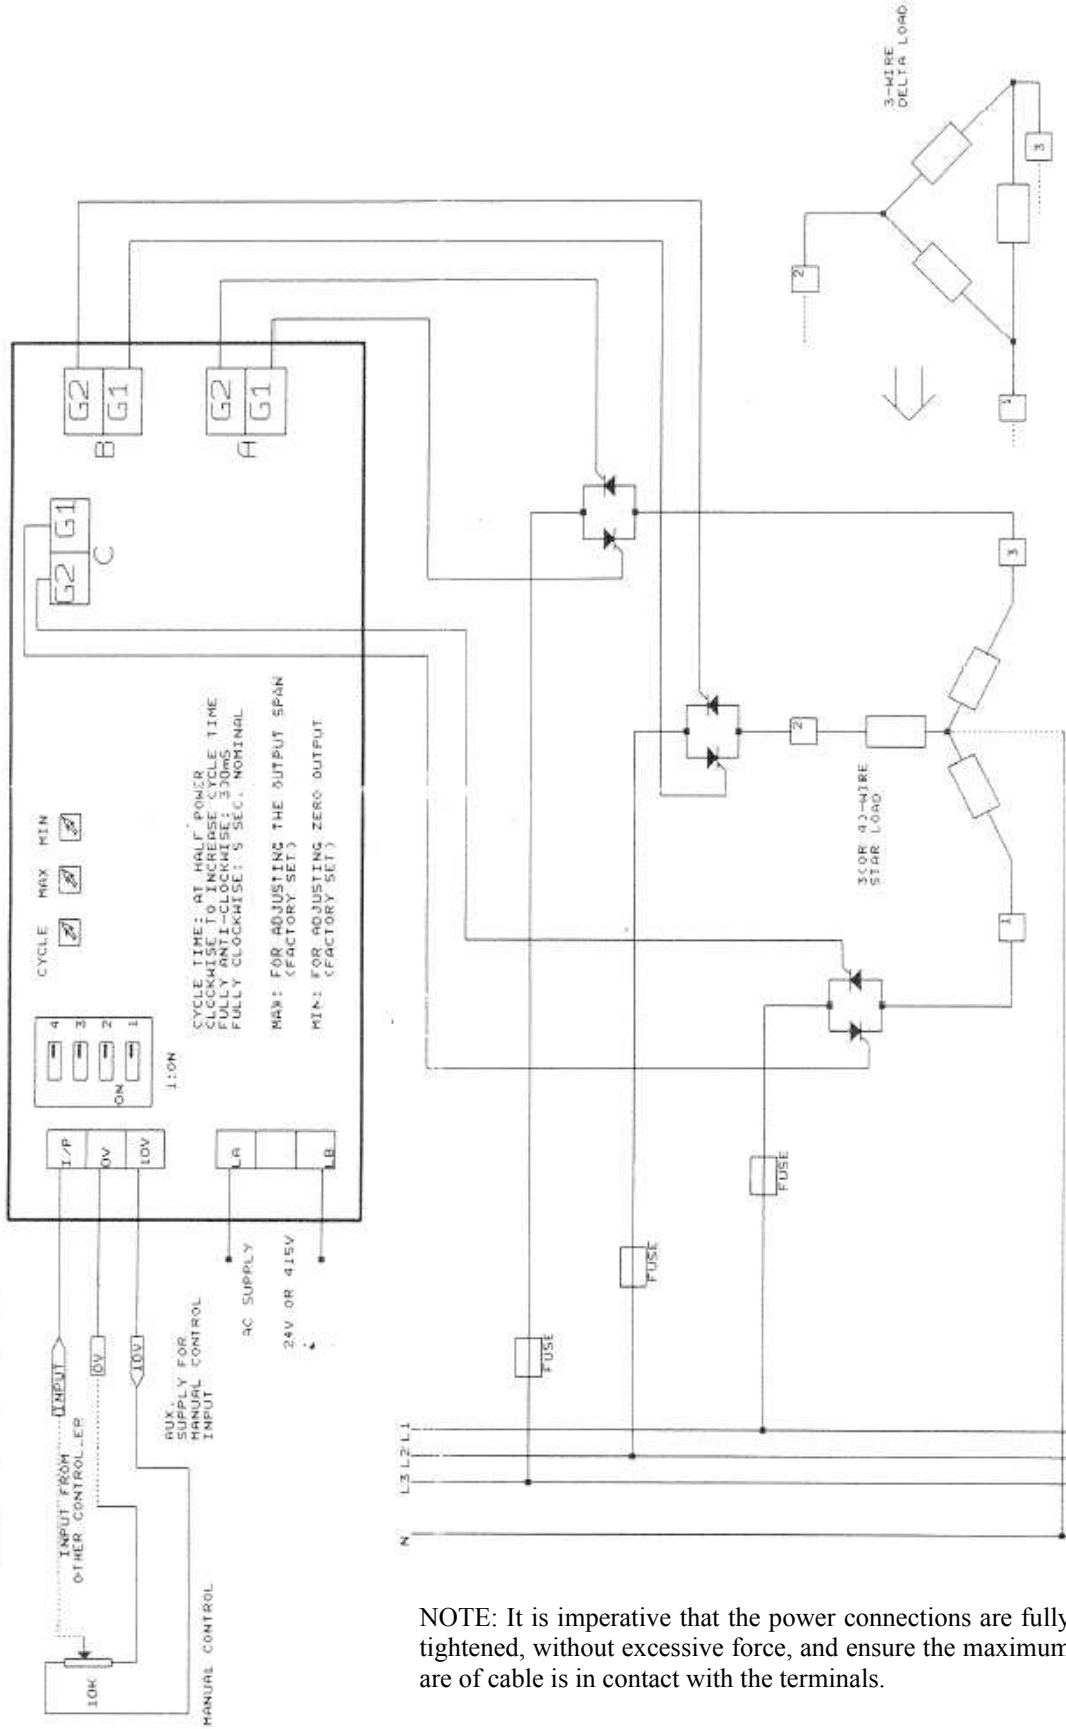 MANUAL CONTROL
10K
INPUT FROM
OTHER CONTROL_ER
INPUT
0V
10V
AUX.
SUPPLY FOR
MANUAL CONTROL
INPUT
AC SUPPLY
24V OR 415V
I/P
0V
10V
LA
LB
ON
1
2
3
4
1:ON
CYCLE
MAX
MIN
CYCLE TIME: AT HALF POWER
CLOCKWISE TO INCREASE CYCLE TIME
FULLY ANTI-CLOCKWISE: 300mS
FULLY CLOCKWISE: 5 SEC. NOMINAL
MAX: FOR ADJUSTING THE OUTPUT SPAN
(FACTORY SET)
MIN: FOR ADJUSTING ZERO OUTPUT
(FACTORY SET)
G2
G1
C
G2
G1
B
G2
G1
A
N
L3
L2
L1
FUSE
FUSE
FUSE
1
2
3
3(OR 4)-WIRE
STAR LOAD
1
2
3
3-WIRE
DELTA LOAD
NOTE: It is imperative that the power connections are fully
tightened, without excessive force, and ensure the maximum
are of cable is in contact with the terminals.